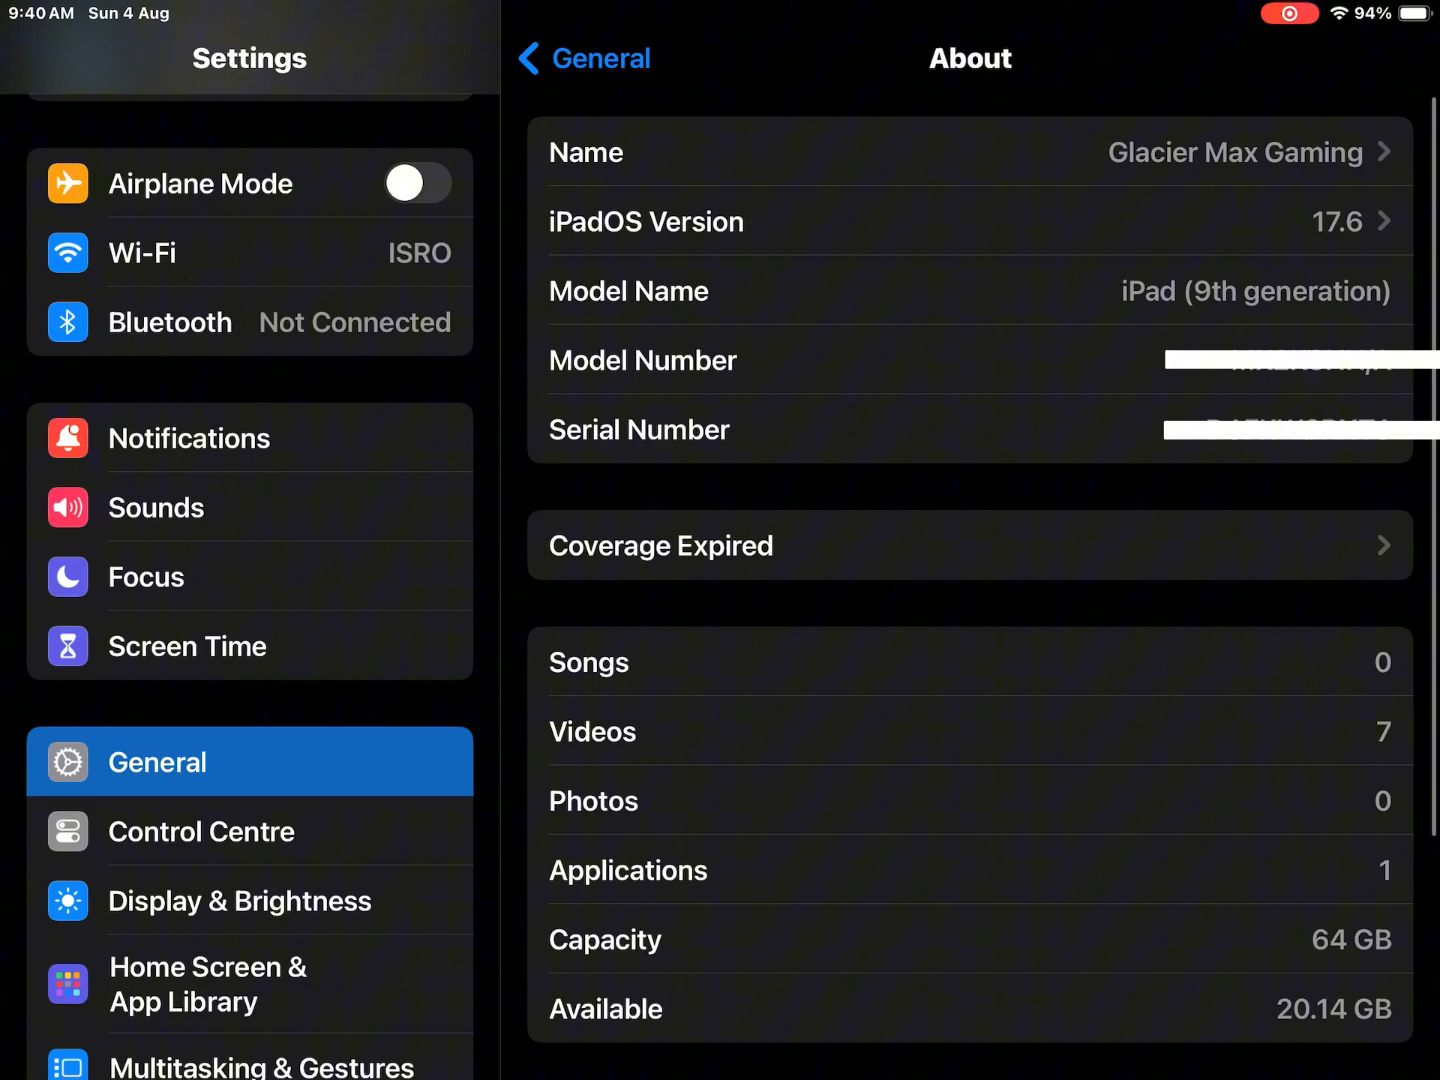 9:40 AM Sun 4 Aug
94%
Settings
Airplane Mode
Wi-Fi ISRO
Bluetooth Not Connected
Notifications
Sounds
Focus
Screen Time
General
Control Centre
Display & Brightness
Home Screen &
App Library
Multitasking & Gestures
General
About
Name Glacier Max Gaming
iPadOS Version 17.6
Model Name iPad (9th generation)
Model Number
Serial Number
Coverage Expired
Songs 0
Videos 7
Photos 0
Applications 1
Capacity 64 GB
Available 20.14 GB